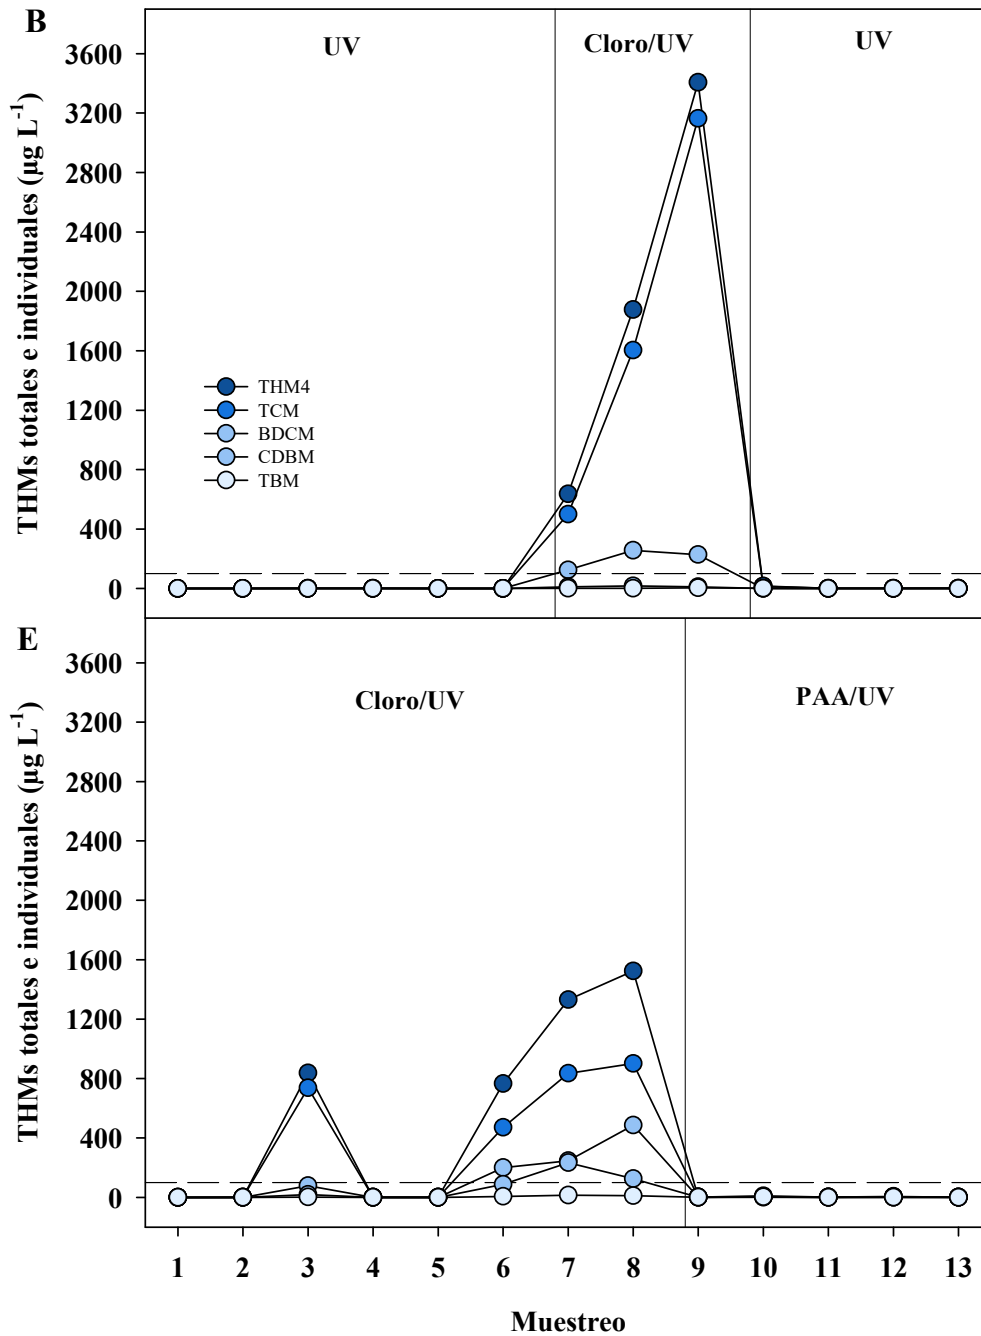 B
UV
Cloro/UV
UV
THMs totales e individuales (µg L⁻¹)
3600
3200
2800
2400
2000
1600
1200
800
400
0
THM4
TCM
BDCM
CDBM
TBM
E
Cloro/UV
PAA/UV
THMs totales e individuales (µg L⁻¹)
3600
3200
2800
2400
2000
1600
1200
800
400
0
1 2 3 4 5 6 7 8 9 10 11 12 13
Muestreo